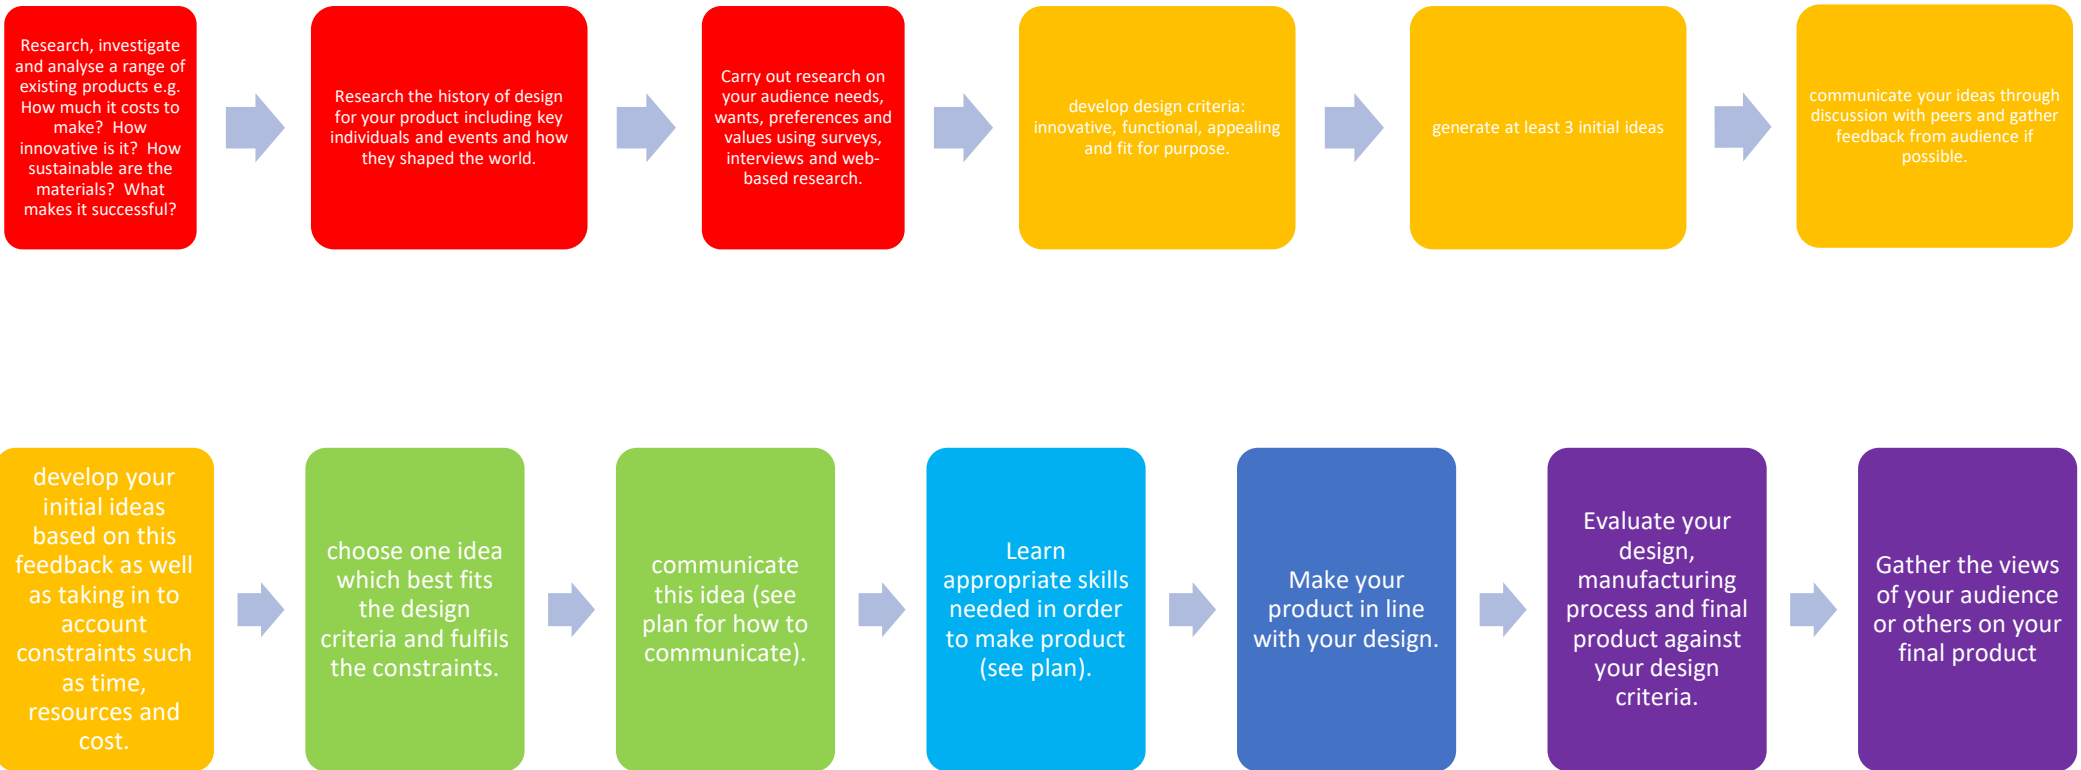 Research, investigate
and analyse a range of
existing products e.g.
How much it costs to
make? How
innovative is it? How
sustainable are the
materials? What
makes it successful?
Research the history of design
for your product including key
individuals and events and how
they shaped the world.
Carry out research on
your audience needs,
wants, preferences and
values using surveys,
interviews and web-
based research.
develop design criteria:
innovative, functional, appealing
and fit for purpose.
generate at least 3 initial ideas
communicate your ideas through
discussion with peers and gather
feedback from audience if
possible.
develop your
initial ideas
based on this
feedback as well
as taking in to
account
constraints such
as time,
resources and
cost.
choose one idea
which best fits
the design
criteria and fulfils
the constraints.
communicate
this idea (see
plan for how to
communicate).
Learn
appropriate skills
needed in order
to make product
(see plan).
Make your
product in line
with your design.
Evaluate your
design,
manufacturing
process and final
product against
your design
criteria.
Gather the views
of your audience
or others on your
final product